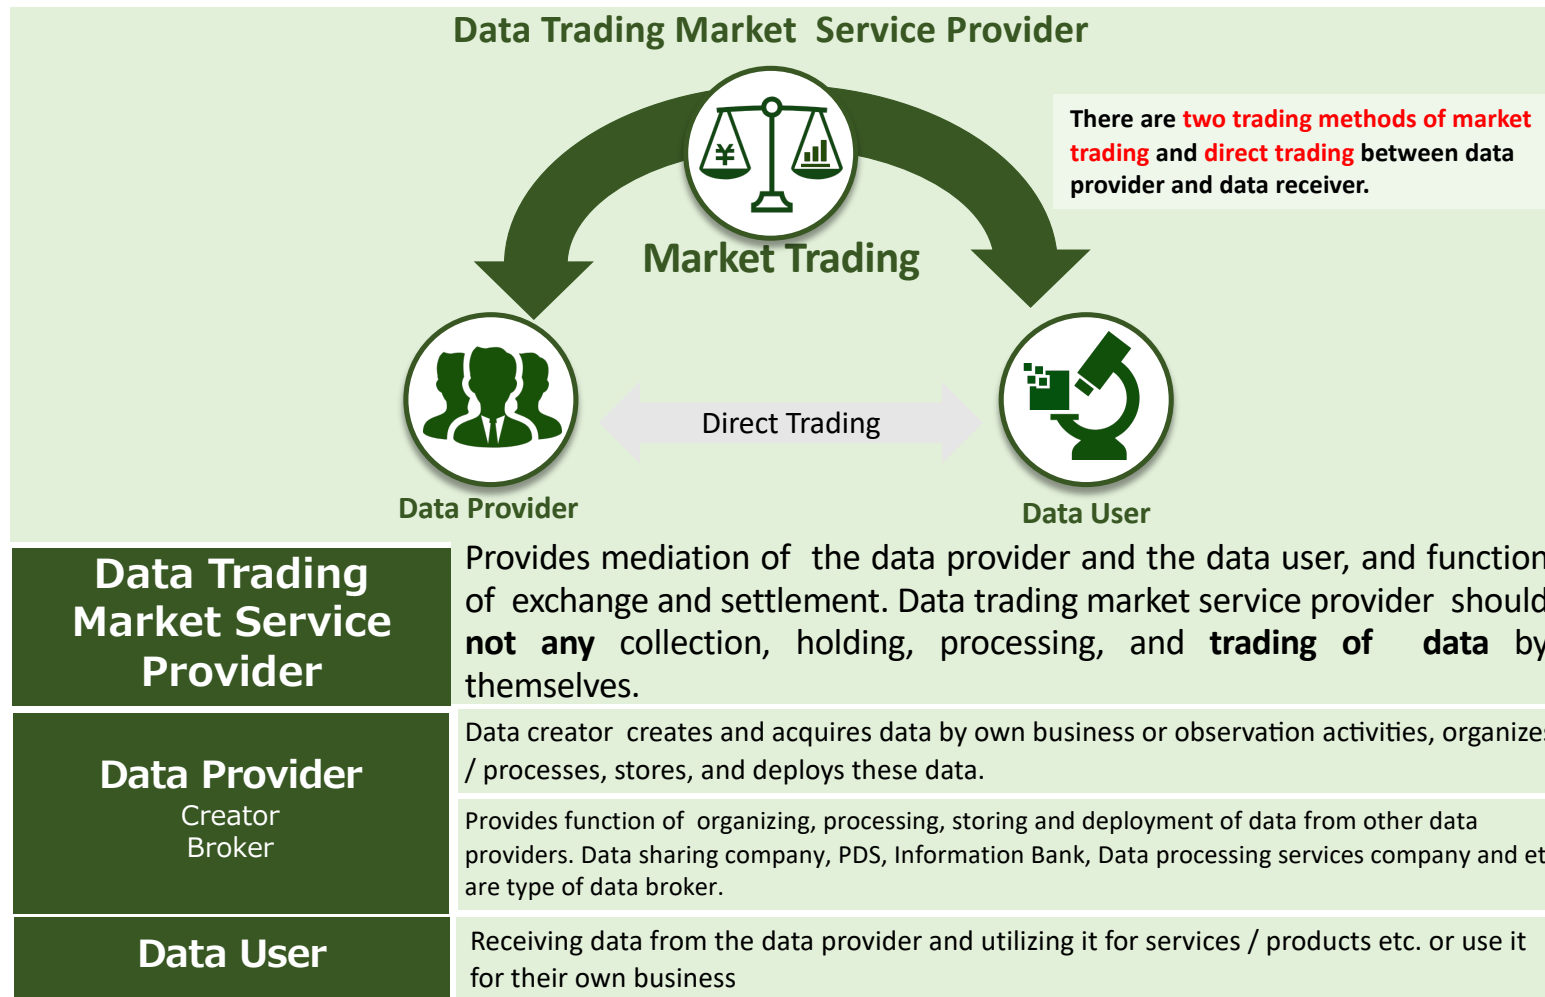 Data Trading Market Service Provider
There are two trading methods of market
trading and direct trading between data
provider and data receiver.
¥
Market Trading
Direct Trading
Data Provider
Data User
Data Trading
Market Service
Provider
Provides mediation of the data provider and the data user, and function
of exchange and settlement. Data trading market service provider should
not any collection, holding, processing, and trading of data by
themselves.
Data Provider
Creator
Broker
Data creator creates and acquires data by own business or observation activities, organizes
/ processes, stores, and deploys these data.
Provides function of organizing, processing, storing and deployment of data from other data
providers. Data sharing company, PDS, Information Bank, Data processing services company and et
are type of data broker.
Data User
Receiving data from the data provider and utilizing it for services / products etc. or use it
for their own business